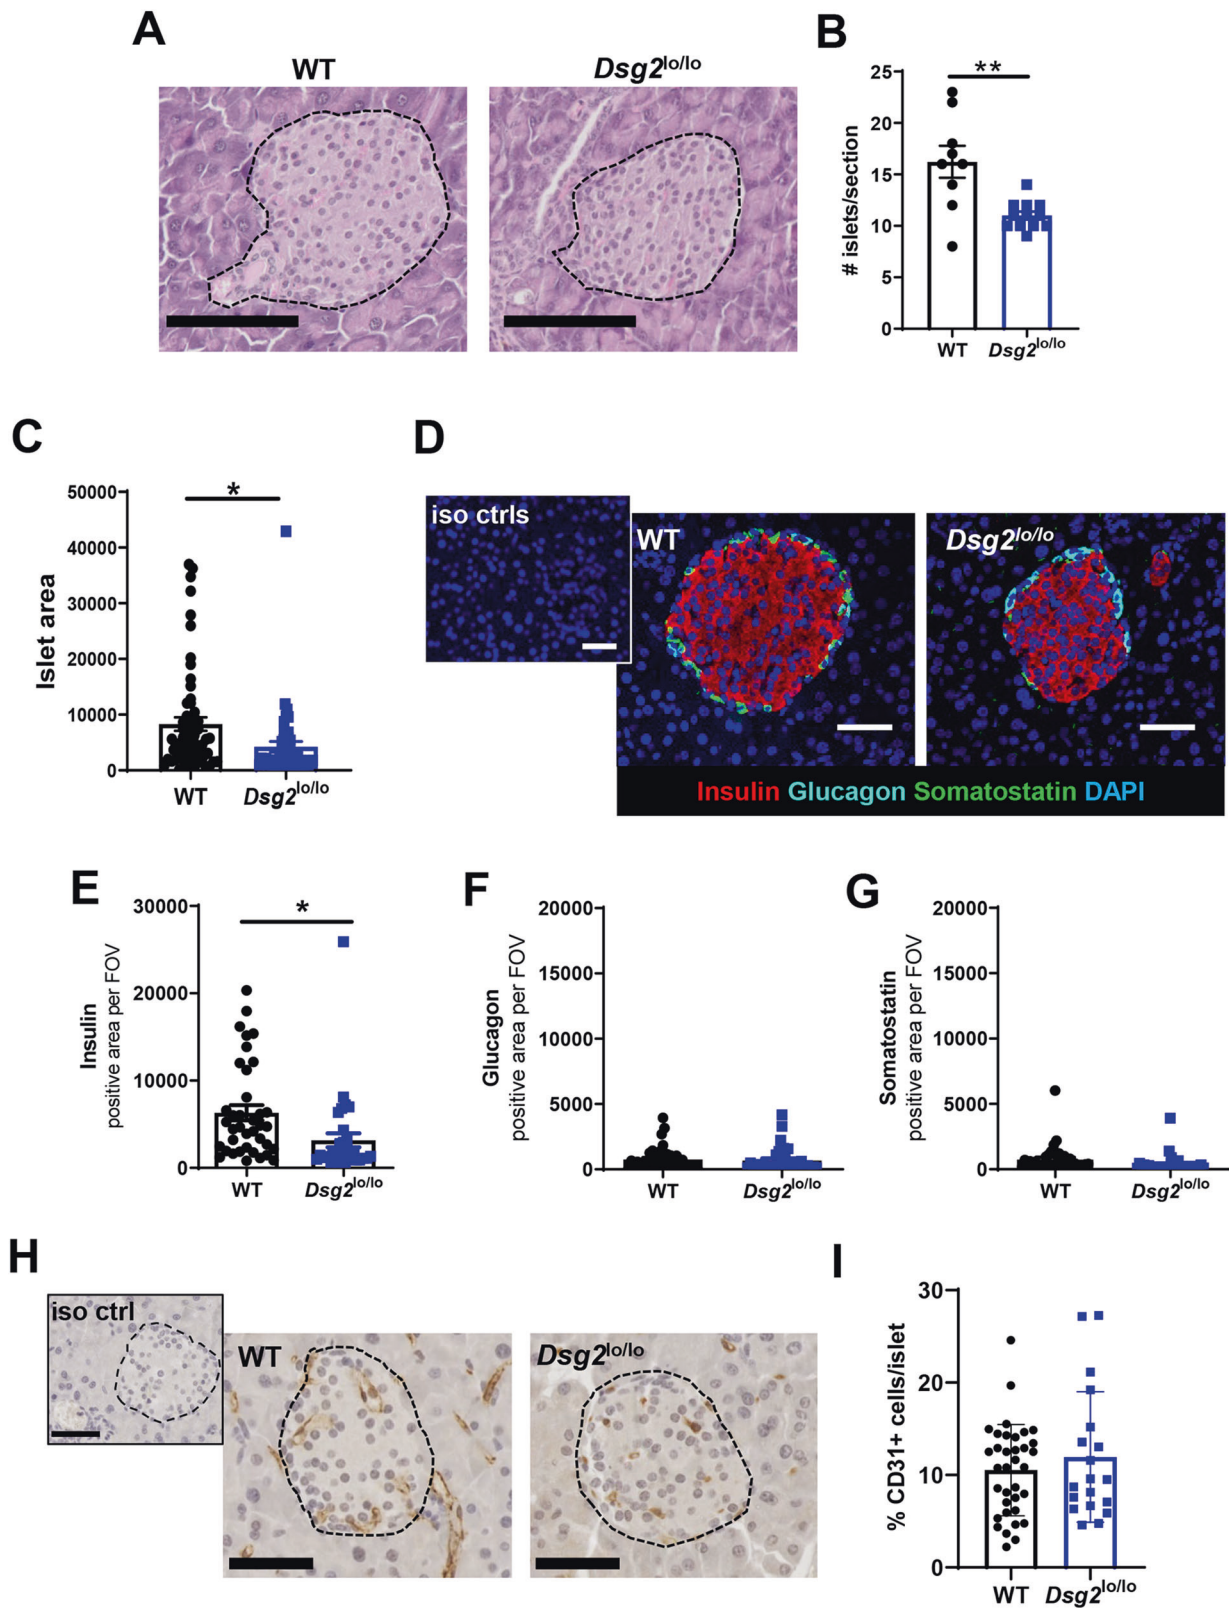 A
WT
Dsg2lo/lo
B
**
25
20
15
10
5
0
# islets/section
WT
Dsg2lo/lo
C
*
50000
40000
30000
20000
10000
0
Islet area
WT
Dsg2lo/lo
D
iso ctrls
WT
Dsg2lo/lo
Insulin Glucagon Somatostatin DAPI
E
*
30000
20000
10000
0
Insulin
positive area per FOV
WT
Dsg2lo/lo
F
20000
15000
10000
5000
0
Glucagon
positive area per FOV
WT
Dsg2lo/lo
G
20000
15000
10000
5000
0
Somatostatin
positive area per FOV
WT
Dsg2lo/lo
H
iso ctrl
WT
Dsg2lo/lo
I
30
20
10
0
% CD31+ cells/islet
WT
Dsg2lo/lo